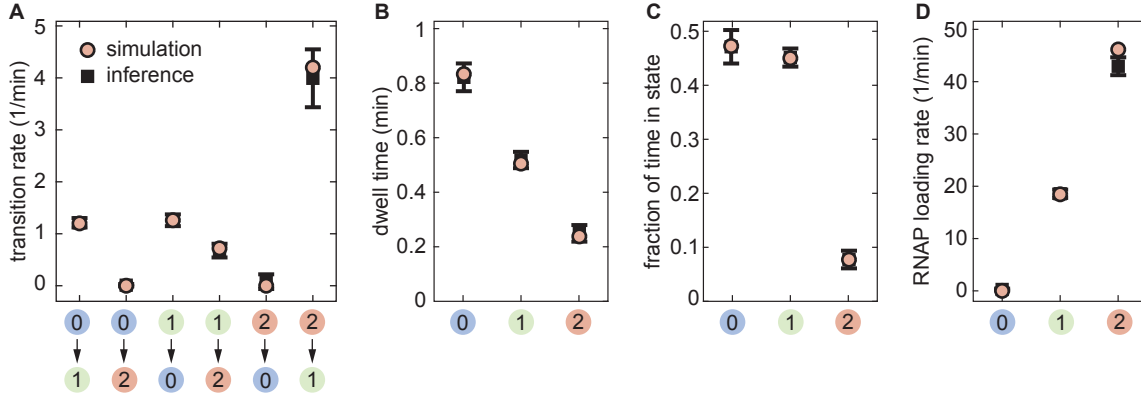 A
transition rate (1/min)
5
4
3
2
1
0
simulation
inference
0 0 1 1 2 2
1 2 0 2 0 1
B
dwell time (min)
1
0.8
0.6
0.4
0.2
0
0 1 2
C
fraction of time in state
0.5
0.4
0.3
0.2
0.1
0
0 1 2
D
RNAP loading rate (1/min)
50
40
30
20
10
0
0 1 2